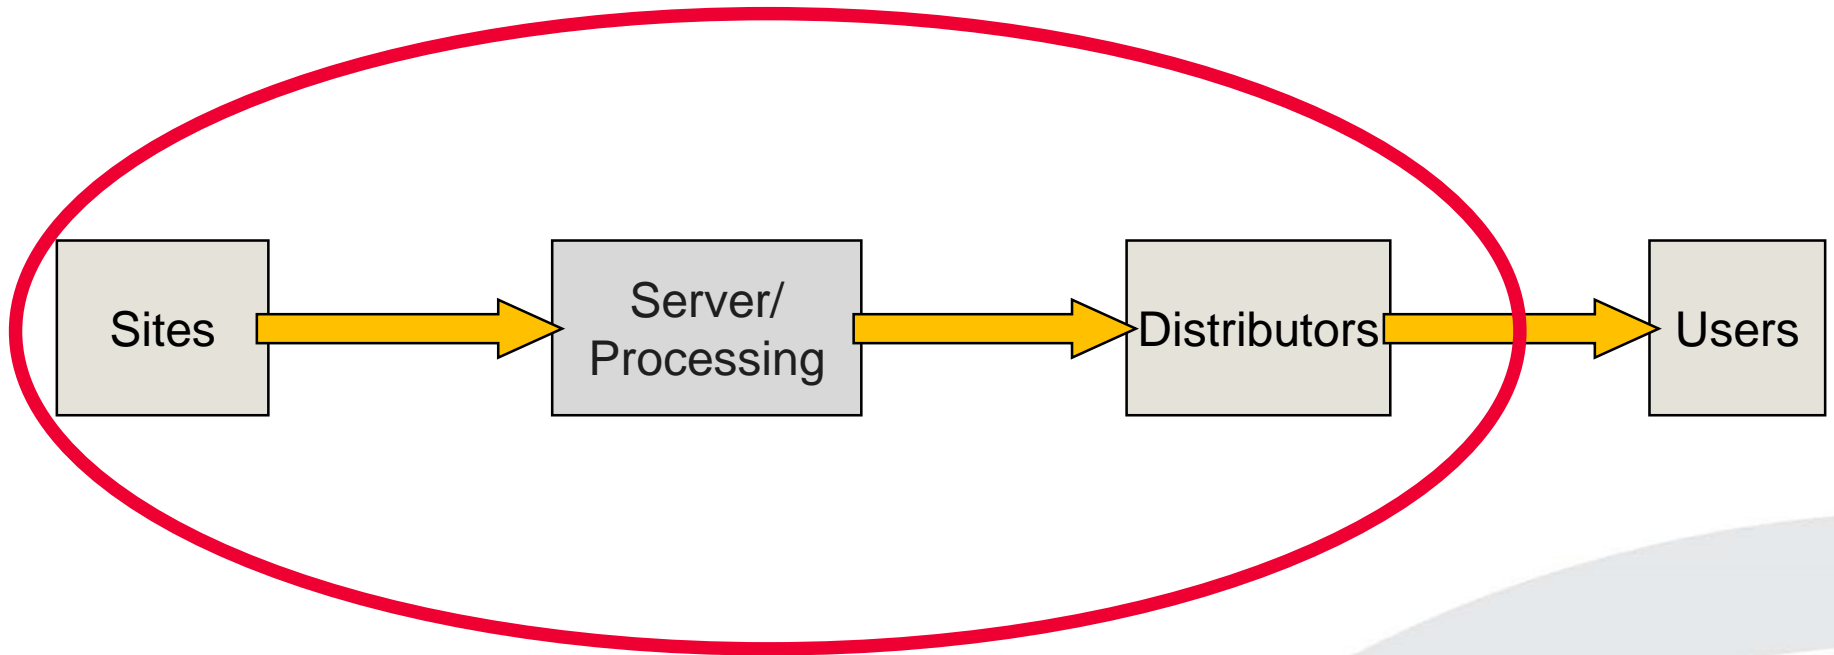 Sites
Server/
Processing
Distributors
Users